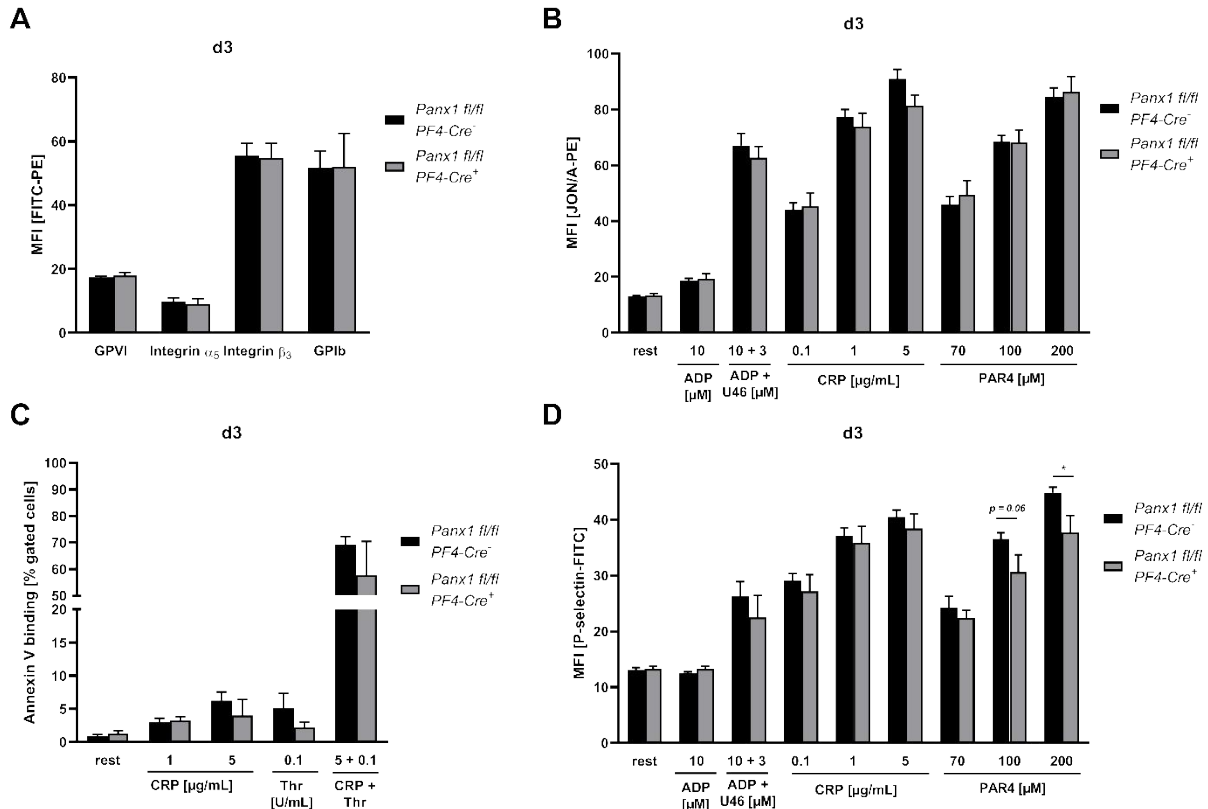 A
d3
MFI [FITC-PE]
80
60
40
20
0
GPVI Integrin α5 Integrin β3 GPIb
Panx1 fl/fl
PF4-Cre-
Panx1 fl/fl
PF4-Cre+
B
d3
MFI [JON/A-PE]
100
80
60
40
20
0
rest 10 10 + 3 0.1 1 5 70 100 200
ADP [µM] ADP + U46 [µM] CRP [µg/mL] PAR4 [µM]
Panx1 fl/fl
PF4-Cre-
Panx1 fl/fl
PF4-Cre+
C
d3
Annexin V binding [% gated cells]
100
90
80
70
60
50
20
15
10
5
0
rest 1 5 0.1 5 + 0.1
CRP [µg/mL] Thr [U/mL] CRP + Thr
Panx1 fl/fl
PF4-Cre-
Panx1 fl/fl
PF4-Cre+
D
d3
MFI [P-selectin-FITC]
50
40
30
20
10
0
p = 0.06
*
rest 10 10 + 3 0.1 1 5 70 100 200
ADP [µM] ADP + U46 [µM] CRP [µg/mL] PAR4 [µM]
Panx1 fl/fl
PF4-Cre-
Panx1 fl/fl
PF4-Cre+